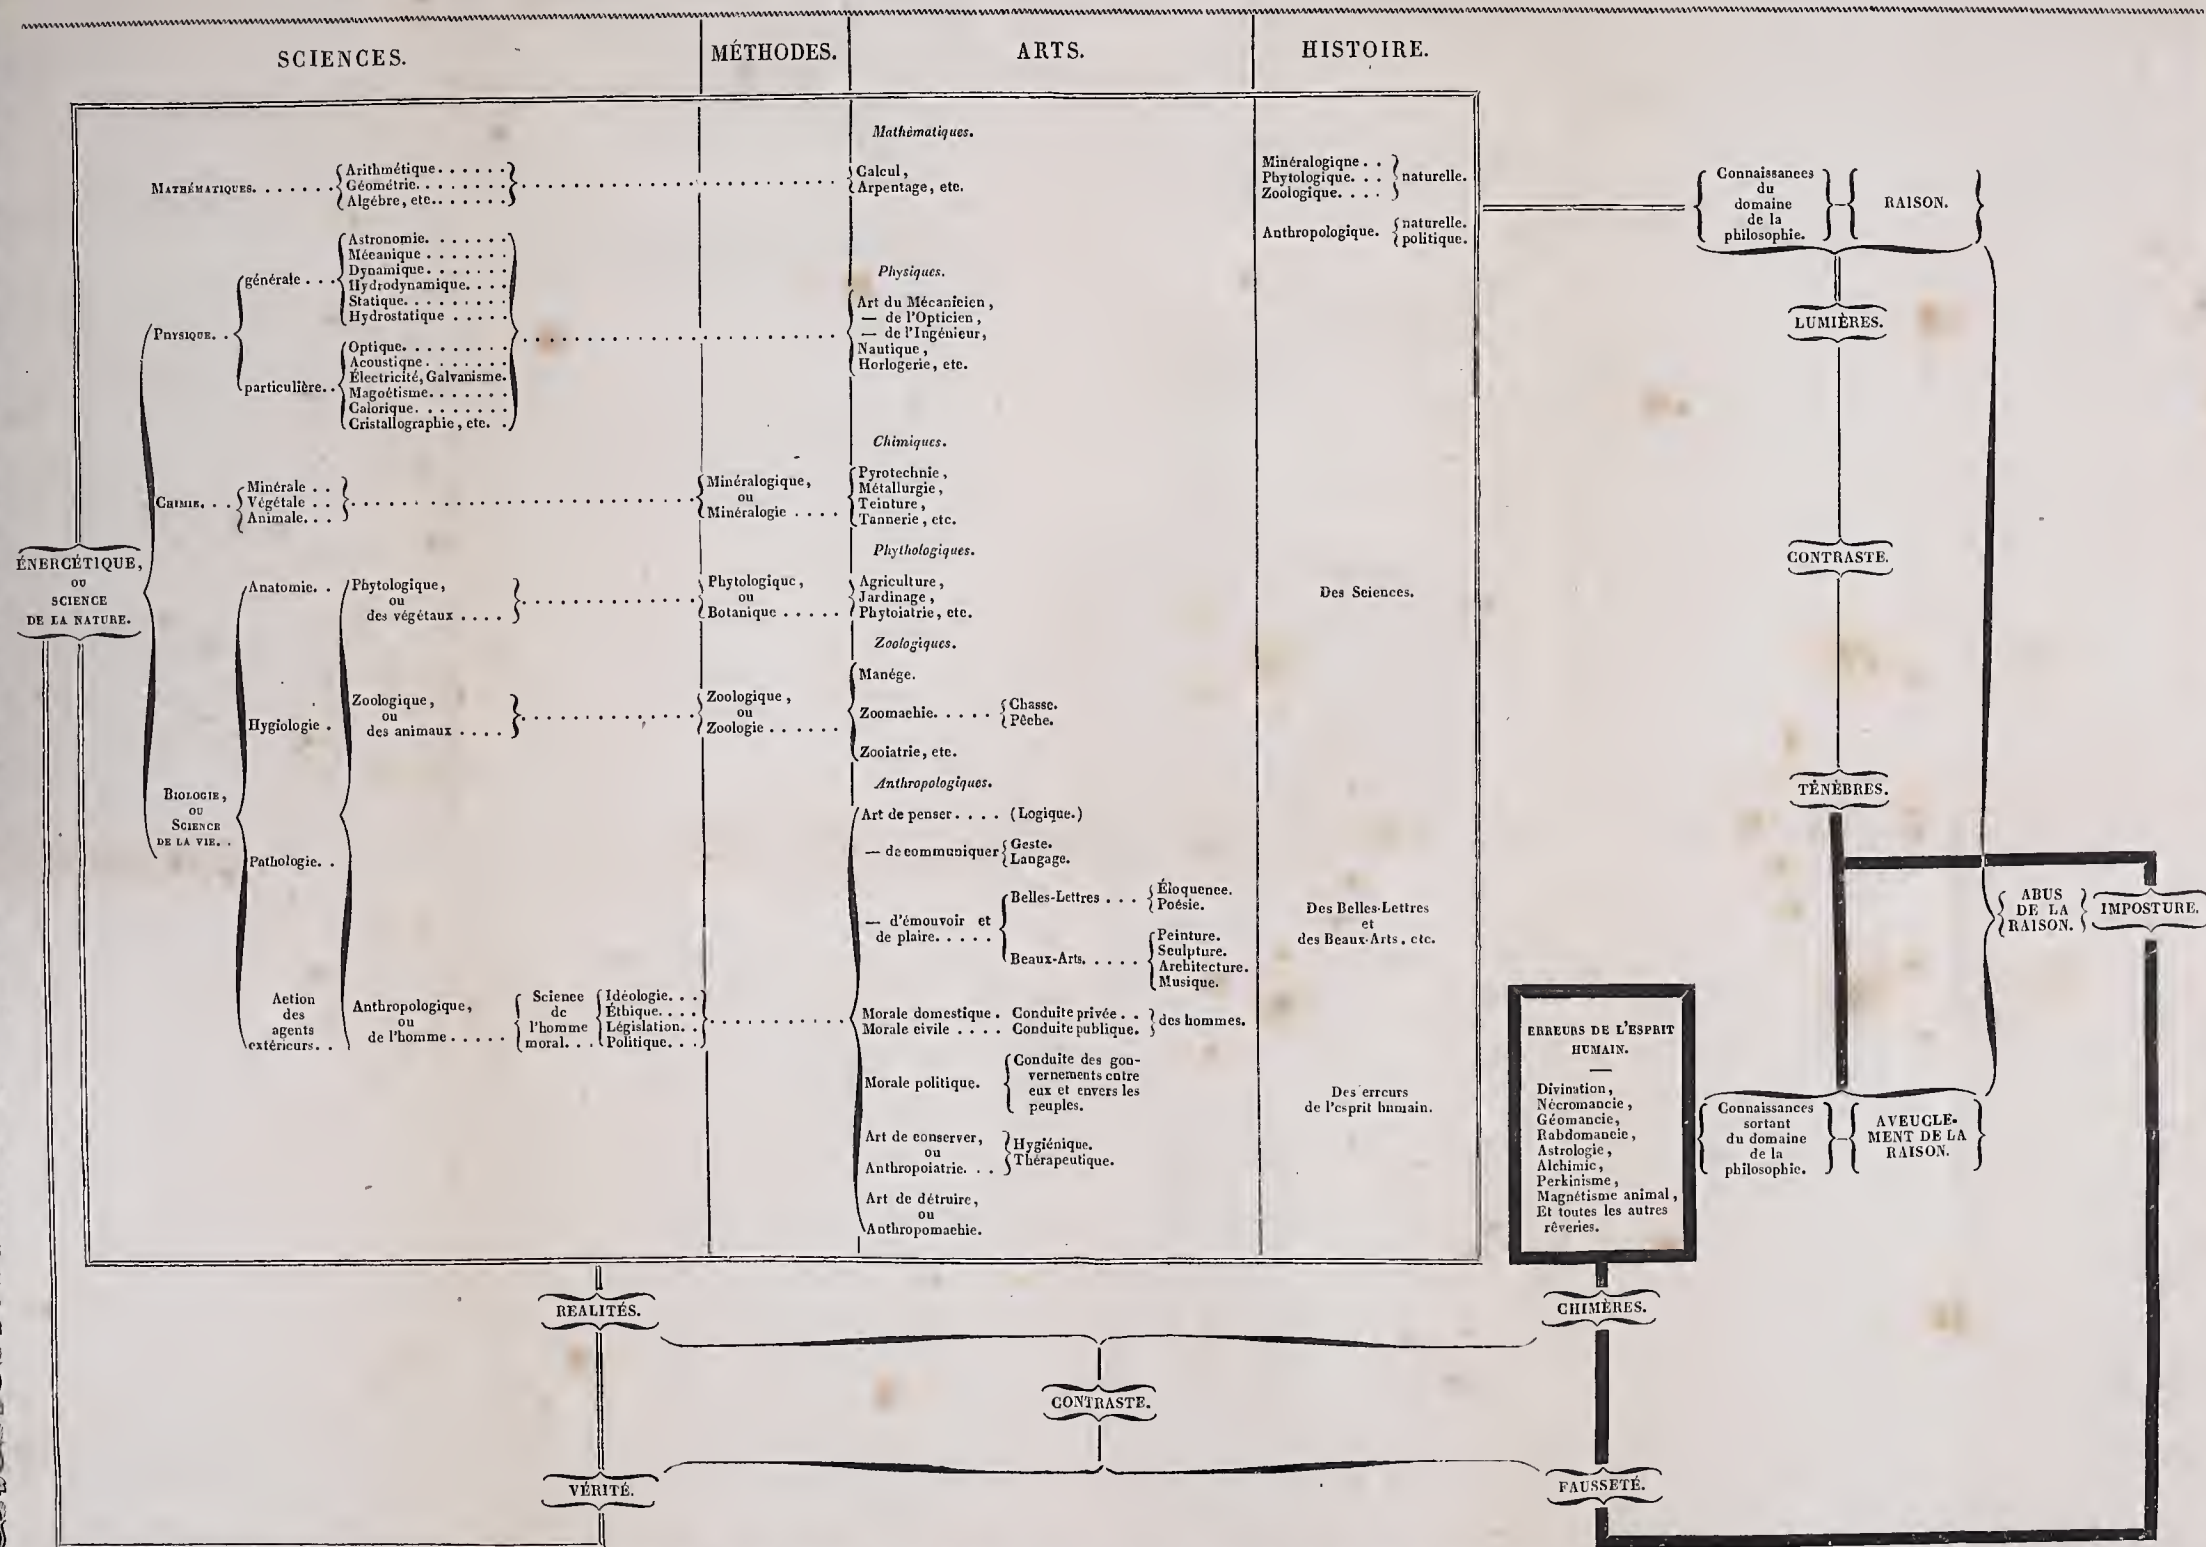 SCIENCES.
MÉTHODES.
ARTS.
HISTOIRE.
ÉNERCÉTIQUE,
OU
SCIENCE
DE LA NATURE.
MATHÉMATIQUES. . . . . . .
Arithmétique. . . . . .
Géométrie. . . . . . .
Algébre, etc. . . . . . .
Mathématiques.
Calcul,
Arpentage, etc.
PHYSIQUE. . .
générale . . .
Astronomie. . . . . . .
Mécanique . . . . . . .
Dynamique. . . . . . .
Hydrodynamique. . . .
Statique. . . . . . . . .
Hydrostatique . . . . .
particulière. . .
Optique. . . . . . . . .
Acoustique . . . . . . .
Électricité, Galvanisme.
Magnétisme. . . . . . .
Calorique. . . . . . . .
Cristallographie, etc. .
Physiques.
Art du Mécanicien,
— de l'Opticien,
— de l'Ingénieur,
Nautique,
Horlogerie, etc.
CHIMIE. . . .
Minérale . . .
Végétale . . .
Animale. . .
Minéralogique,
ou
Minéralogie . . . .
Chimiques.
Pyrotechnie,
Métallurgie,
Teinture,
Tannerie, etc.
BIOLOGIE,
OU
SCIENCE
DE LA VIE. . .
Anatomie. . .
Hygiologie .
Pathologie. . .
Action
des
agents
extérieurs. . .
Phytologique,
ou
des végétaux . . . .
Phytologique,
ou
Botanique . . . . .
Phythologiques.
Agriculture,
Jardinage,
Phytoiatrie, etc.
Zoologique,
ou
des animaux . . . .
Zoologique,
ou
Zoologie . . . . . .
Zoologiques.
Manége.
Zoomachie. . . . .
Chasse.
Pêche.
Zooiatrie, etc.
Anthropologique,
ou
de l'homme . . . . .
Science
de
l'homme
moral. . .
Idéologie. . .
Éthique. . . .
Législation. .
Politique. . .
Anthropologiques.
Art de penser. . . . (Logique.)
— de communiquer
Geste.
Langage.
— d'émouvoir et
de plaire. . . . .
Belles-Lettres . . .
Éloquence.
Poésie.
Beaux-Arts. . . . .
Peinture.
Sculpture.
Architecture.
Musique.
Morale domestique . Conduite privée . .
Morale civile . . . . Conduite publique.
des hommes.
Morale politique.
Conduite des gou-
vernements entre
eux et envers les
peuples.
Art de conserver,
ou
Anthropoiatrie. . .
Hygiénique.
Thérapeutique.
Art de détruire,
ou
Anthropomachie.
Minéralogique . .
Phytologique. . .
Zoologique. . . .
naturelle.
Anthropologique.
naturelle.
politique.
Des Sciences.
Des Belles-Lettres
et
des Beaux-Arts, etc.
Des erreurs
de l'esprit humain.
Connaissances
du
domaine
de la
philosophie.
RAISON.
LUMIÈRES.
CONTRASTE.
TÉNÈBRES.
ABUS
DE LA
RAISON.
IMPOSTURE.
ERREURS DE L'ESPRIT
HUMAIN.
Divination,
Nécromancie,
Géomancie,
Rabdomancie,
Astrologie,
Alchimie,
Perkinisme,
Magnétisme animal,
Et toutes les autres
rêveries.
Connaissances
sortant
du domaine
de la
philosophie.
AVEUCLE-
MENT DE LA
RAISON.
REALITÉS.
CHIMÈRES.
CONTRASTE.
VÉRITÉ.
FAUSSETÉ.